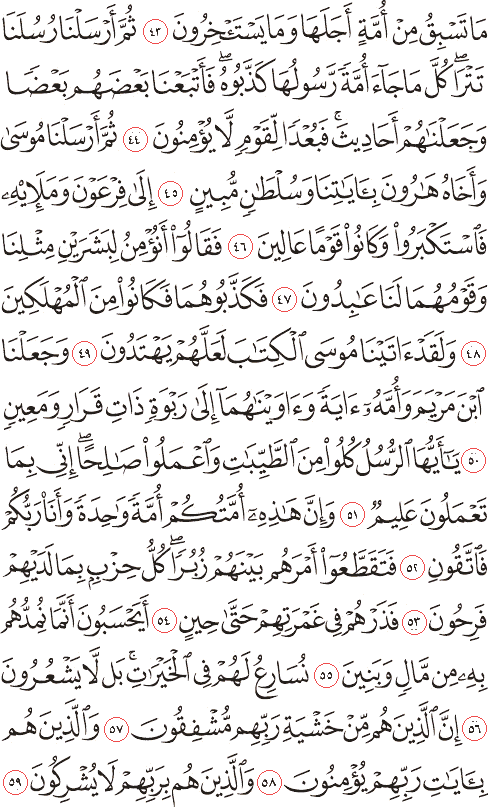 مَا تَسۡبِقُ مِنۡ أُمَّةٍ أَجَلَهَا وَمَا يَسۡتَـٔۡخِرُونَ ٤٣ ثُمَّ أَرۡسَلۡنَا رُسُلَنَا
تَتۡرَاۖ كُلَّ مَا جَآءَ أُمَّةٗ رَّسُولُهَا كَذَّبُوهُۖ فَأَتۡبَعۡنَا بَعۡضَهُم بَعۡضٗا
وَجَعَلۡنَٰهُمۡ أَحَادِيثَۚ فَبُعۡدٗا لِّقَوۡمٖ لَّا يُؤۡمِنُونَ ٤٤ ثُمَّ أَرۡسَلۡنَا مُوسَىٰ
وَأَخَاهُ هَٰرُونَ بِـَٔايَٰتِنَا وَسُلۡطَٰنٖ مُّبِينٍ ٤٥ إِلَىٰ فِرۡعَوۡنَ وَمَلَإِيْهِۦ
فَٱسۡتَكۡبَرُواْ وَكَانُواْ قَوۡمًا عَالِينَ ٤٦ فَقَالُوٓاْ أَنُؤۡمِنُ لِبَشَرَيۡنِ مِثۡلِنَا
وَقَوۡمُهُمَا لَنَا عَٰبِدُونَ ٤٧ فَكَذَّبُوهُمَا فَكَانُواْ مِنَ ٱلۡمُهۡلَكِينَ
٤٨ وَلَقَدۡ ءَاتَيۡنَا مُوسَى ٱلۡكِتَٰبَ لَعَلَّهُمۡ يَهۡتَدُونَ ٤٩ وَجَعَلۡنَا
ٱبۡنَ مَرۡيَمَ وَأُمَّهُۥٓ ءَايَةٗ وَءَاوَيۡنَٰهُمَآ إِلَىٰ رَبۡوَةٖ ذَاتِ قَرَارٖ وَمَعِينٖ
٥٠ يَٰٓأَيُّهَا ٱلرُّسُلُ كُلُواْ مِنَ ٱلطَّيِّبَٰتِ وَٱعۡمَلُواْ صَٰلِحًاۖ إِنِّي بِمَا
تَعۡمَلُونَ عَلِيمٞ ٥١ وَإِنَّ هَٰذِهِۦٓ أُمَّتُكُمۡ أُمَّةٗ وَٰحِدَةٗ وَأَنَا۠ رَبُّكُمۡ
فَٱتَّقُونِ ٥٢ فَتَقَطَّعُوٓاْ أَمۡرَهُم بَيۡنَهُمۡ زُبُرٗاۖ كُلُّ حِزۡبِۭ بِمَا لَدَيۡهِمۡ
فَرِحُونَ ٥٣ فَذَرۡهُمۡ فِي غَمۡرَتِهِمۡ حَتَّىٰ حِينٍ ٥٤ أَيَحۡسَبُونَ أَنَّمَا نُمِدُّهُم
بِهِۦ مِن مَّالٖ وَبَنِينَ ٥٥ نُسَارِعُ لَهُمۡ فِي ٱلۡخَيۡرَٰتِۚ بَل لَّا يَشۡعُرُونَ
٥٦ إِنَّ ٱلَّذِينَ هُم مِّنۡ خَشۡيَةِ رَبِّهِم مُّشۡفِقُونَ ٥٧ وَٱلَّذِينَ هُم
بِـَٔايَٰتِ رَبِّهِمۡ يُؤۡمِنُونَ ٥٨ وَٱلَّذِينَ هُم بِرَبِّهِمۡ لَا يُشۡرِكُونَ ٥٩